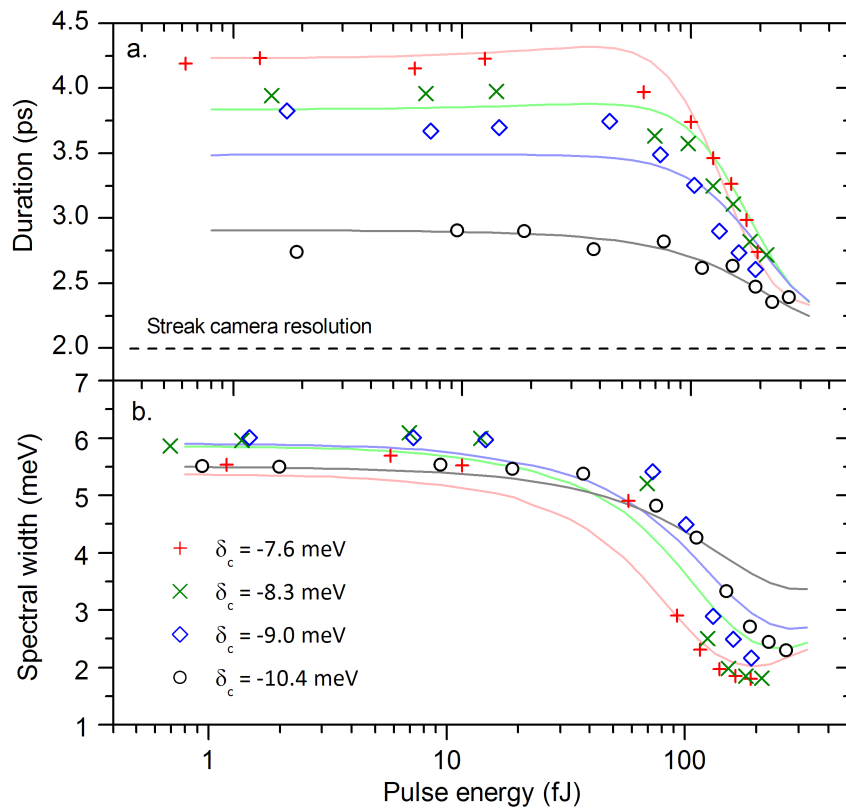 4.5
a.
4.0
3.5
3.0
2.5
2.0
Duration (ps)
Streak camera resolution
7
b.
6
5
4
3
2
1
Spectral width (meV)
δc = -7.6 meV
δc = -8.3 meV
δc = -9.0 meV
δc = -10.4 meV
1 10 100
Pulse energy (fJ)